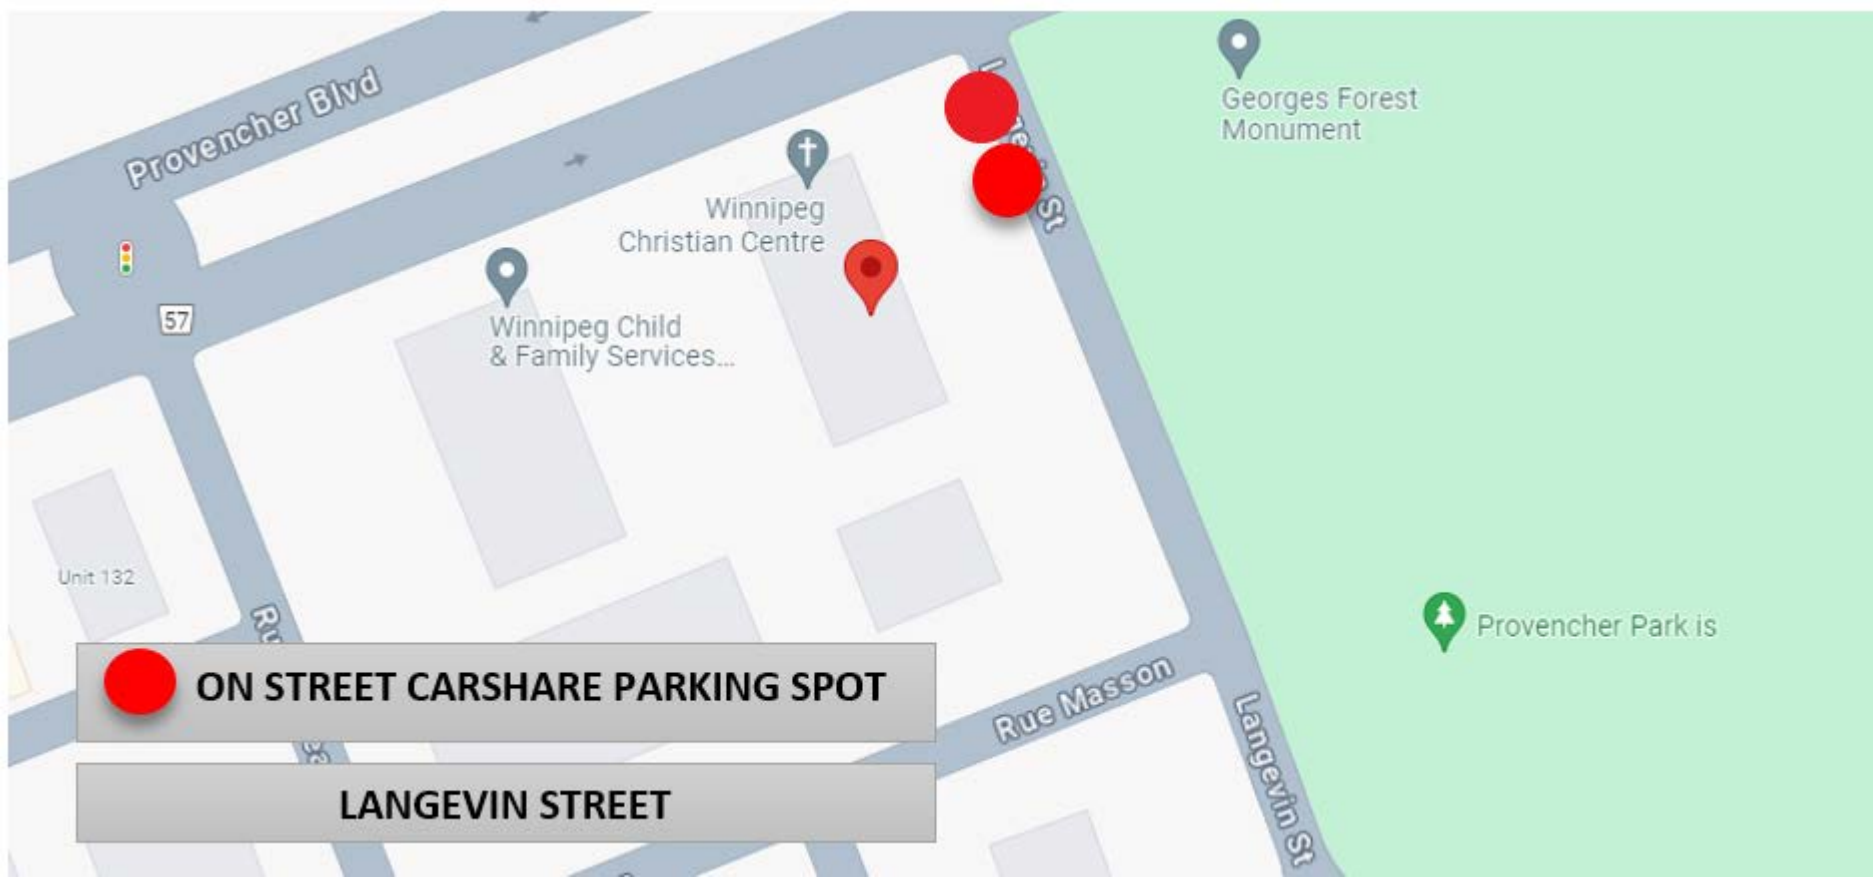 Provencher Blvd
Georges Forest
Monument
Winnipeg
Christian Centre
57
Winnipeg Child
& Family Services...
St
Unit 132
Provencher Park is
ON STREET CARSHARE PARKING SPOT
Rue Masson
Langevin St
LANGEVIN STREET